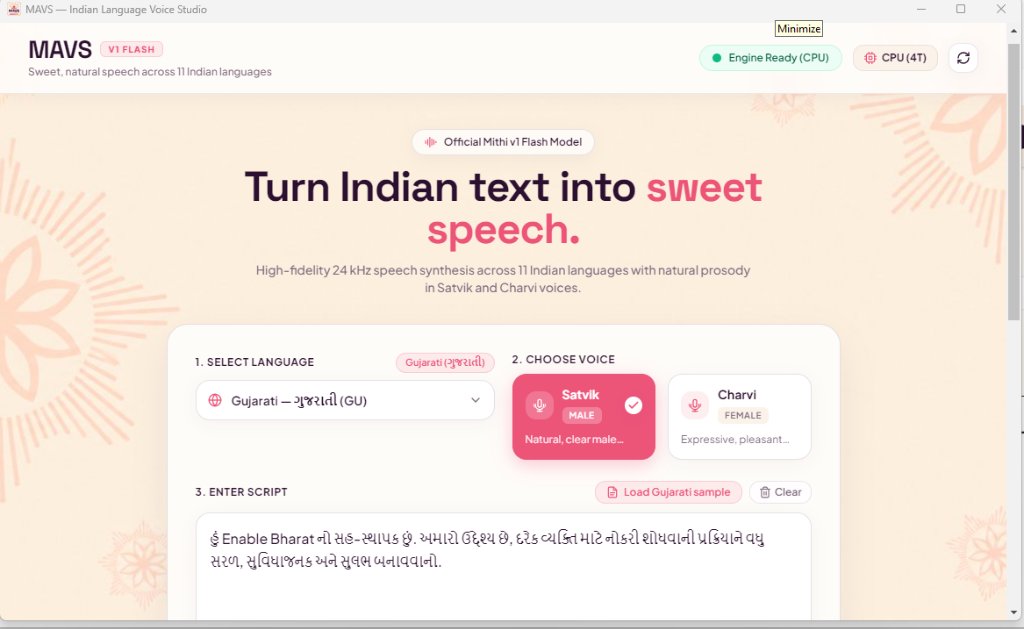 MAVS — Indian Language Voice Studio
Minimize
MAVS V1 FLASH
Sweet, natural speech across 11 Indian languages
Engine Ready (CPU)
CPU (4T)
Official Mithi v1 Flash Model
Turn Indian text into sweet
speech.
High-fidelity 24 kHz speech synthesis across 11 Indian languages with natural prosody
in Satvik and Charvi voices.
1. SELECT LANGUAGE
Gujarati (ગુજરાતી)
Gujarati — ગુજરાતી (GU)
2. CHOOSE VOICE
Satvik
MALE
Natural, clear male...
Charvi
FEMALE
Expressive, pleasant...
3. ENTER SCRIPT
Load Gujarati sample
Clear
હું Enable Bharat નો સહ-સ્થાપક છું. અમારો ઉદ્દેશ્ય છે, દરેક વ્યક્તિ માટે નોકરી શોધવાની પ્રક્રિયાને વધુ
સરળ, સુવિધાજનક અને સુલભ બનાવવાનો.